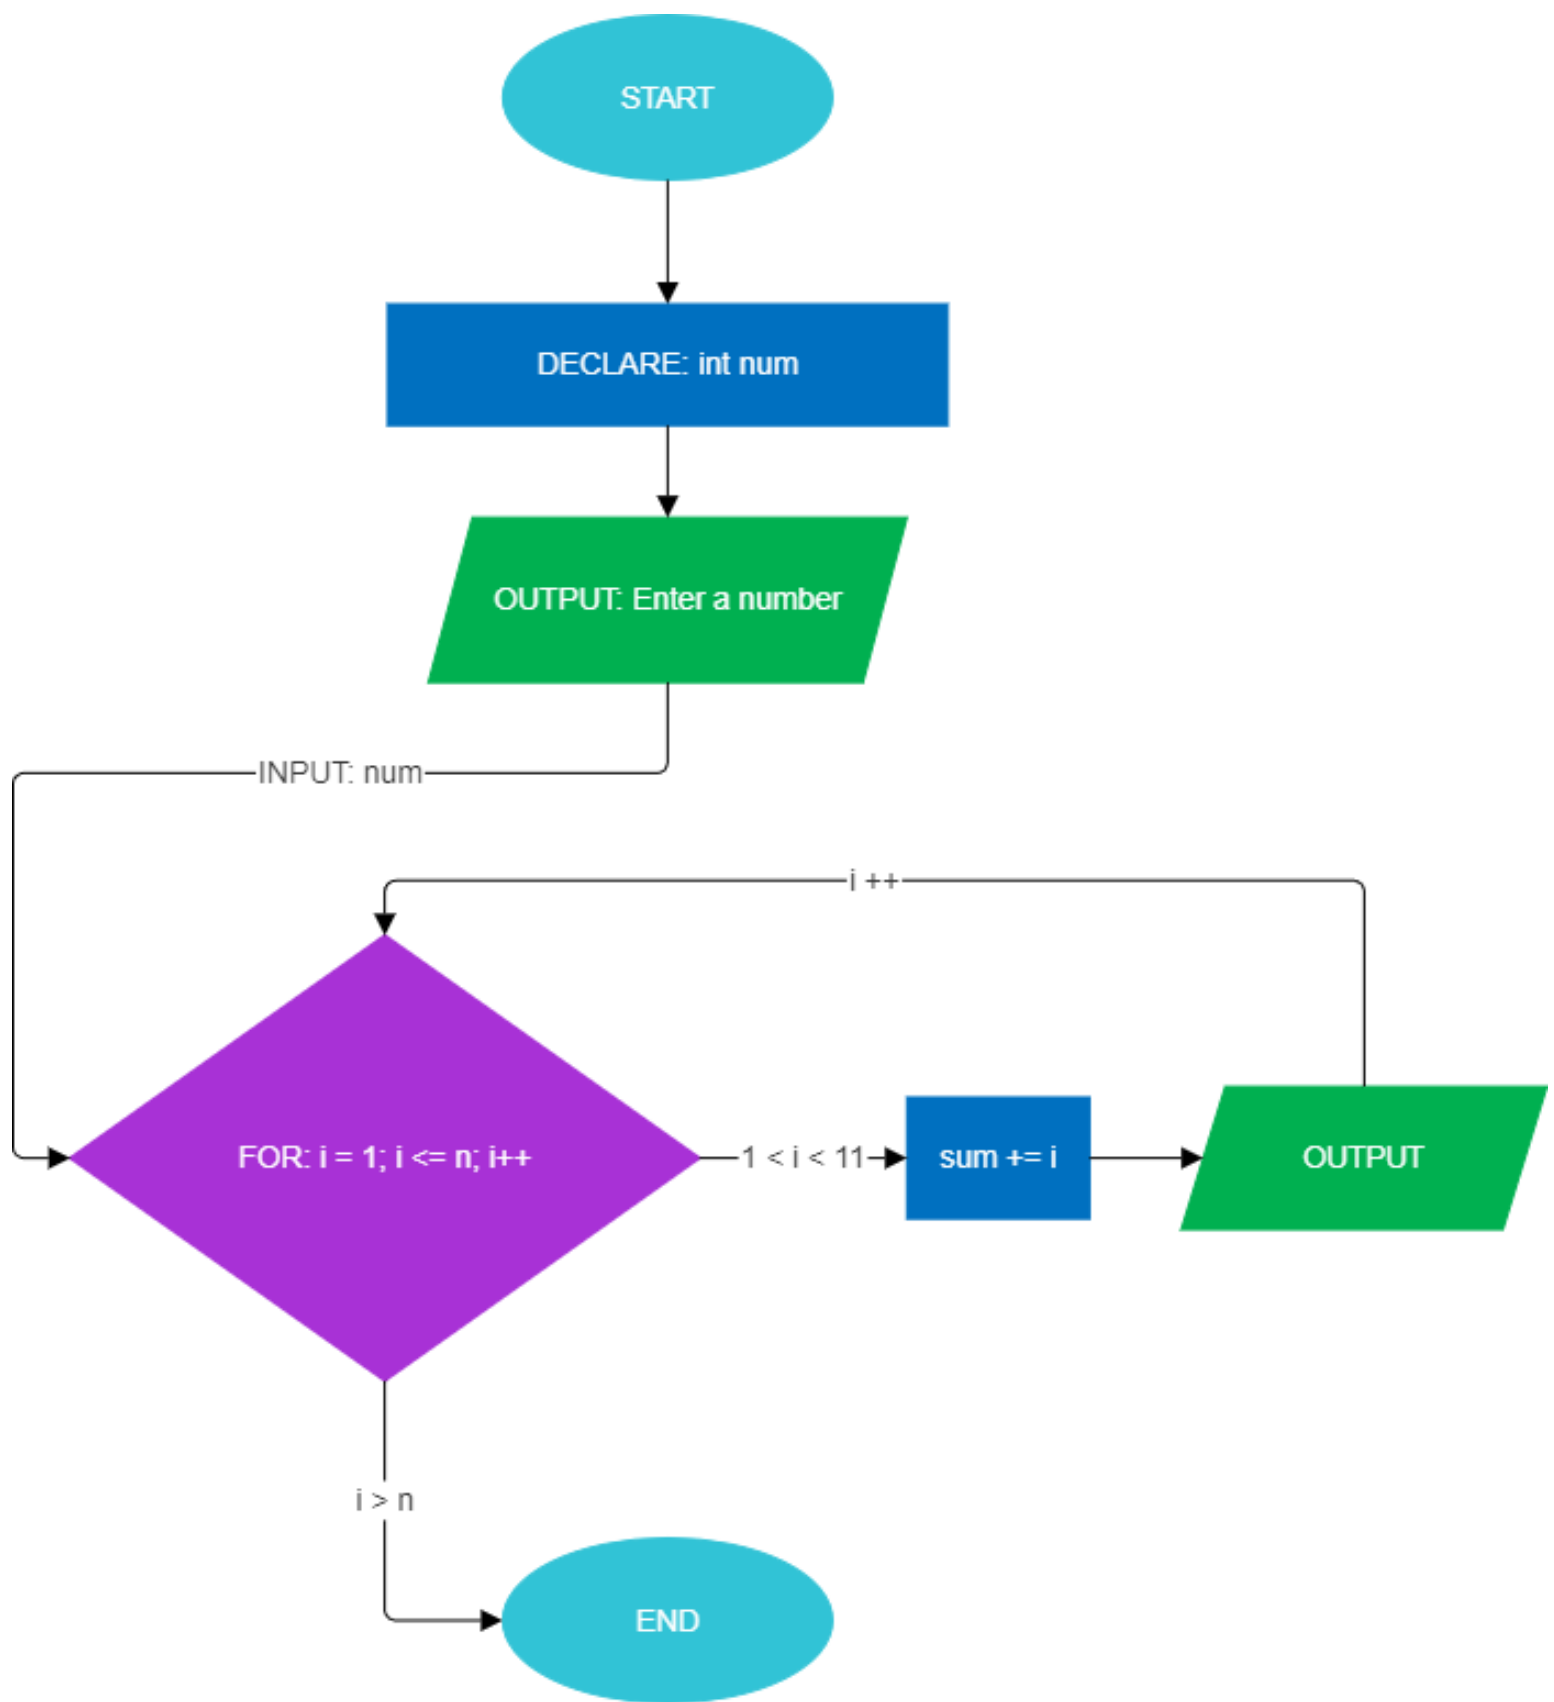 START
DECLARE: int num
OUTPUT: Enter a number
INPUT: num
i ++
FOR: i = 1; i <= n; i++
1 < i < 11
sum += i
OUTPUT
i > n
END